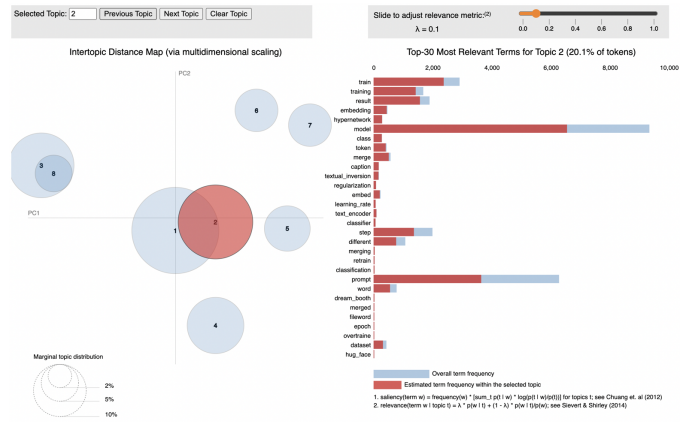 Selected Topic: 2 Previous Topic Next Topic Clear Topic
Slide to adjust relevance metric:(2)
λ = 0.1
0.0 0.2 0.4 0.6 0.8 1.0
Intertopic Distance Map (via multidimensional scaling)
PC2
PC1
1
2
3
4
5
6
7
8
Marginal topic distribution
2%
5%
10%
Top-30 Most Relevant Terms for Topic 2 (20.1% of tokens)
0 2,000 4,000 6,000 8,000 10,000
train
training
result
embedding
hypernetwork
model
class
token
merge
caption
textual_inversion
regularization
embed
learning_rate
text_encoder
classifier
step
different
merging
retrain
classification
prompt
word
dream_booth
merged
fileword
epoch
overtraine
dataset
hug_face
Overall term frequency
Estimated term frequency within the selected topic
1. saliency(term w) = frequency(w) * [sum_t p(t | w) * log(p(t | w)/p(t))] for topics t; see Chuang et. al (2012)
2. relevance(term w | topic t) = λ * p(w | t) + (1 - λ) * p(w | t)/p(w); see Sievert & Shirley (2014)